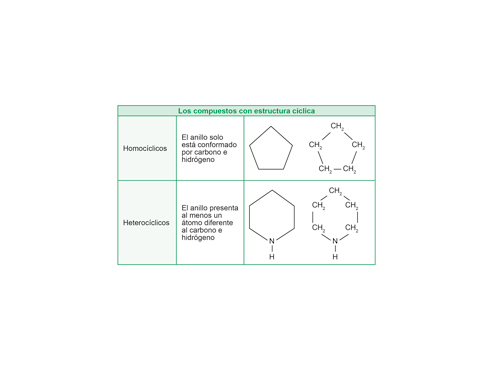 Los compuestos con estructura cíclica
Homocíclicos
El anillo solo
está conformado
por carbono e
hidrógeno
CH2
CH2 CH2
CH2 — CH2
Heterocíclicos
El anillo presenta
al menos un
átomo diferente
al carbono e
hidrógeno
N
H
CH2
CH2 CH2
CH2 CH2
N
H